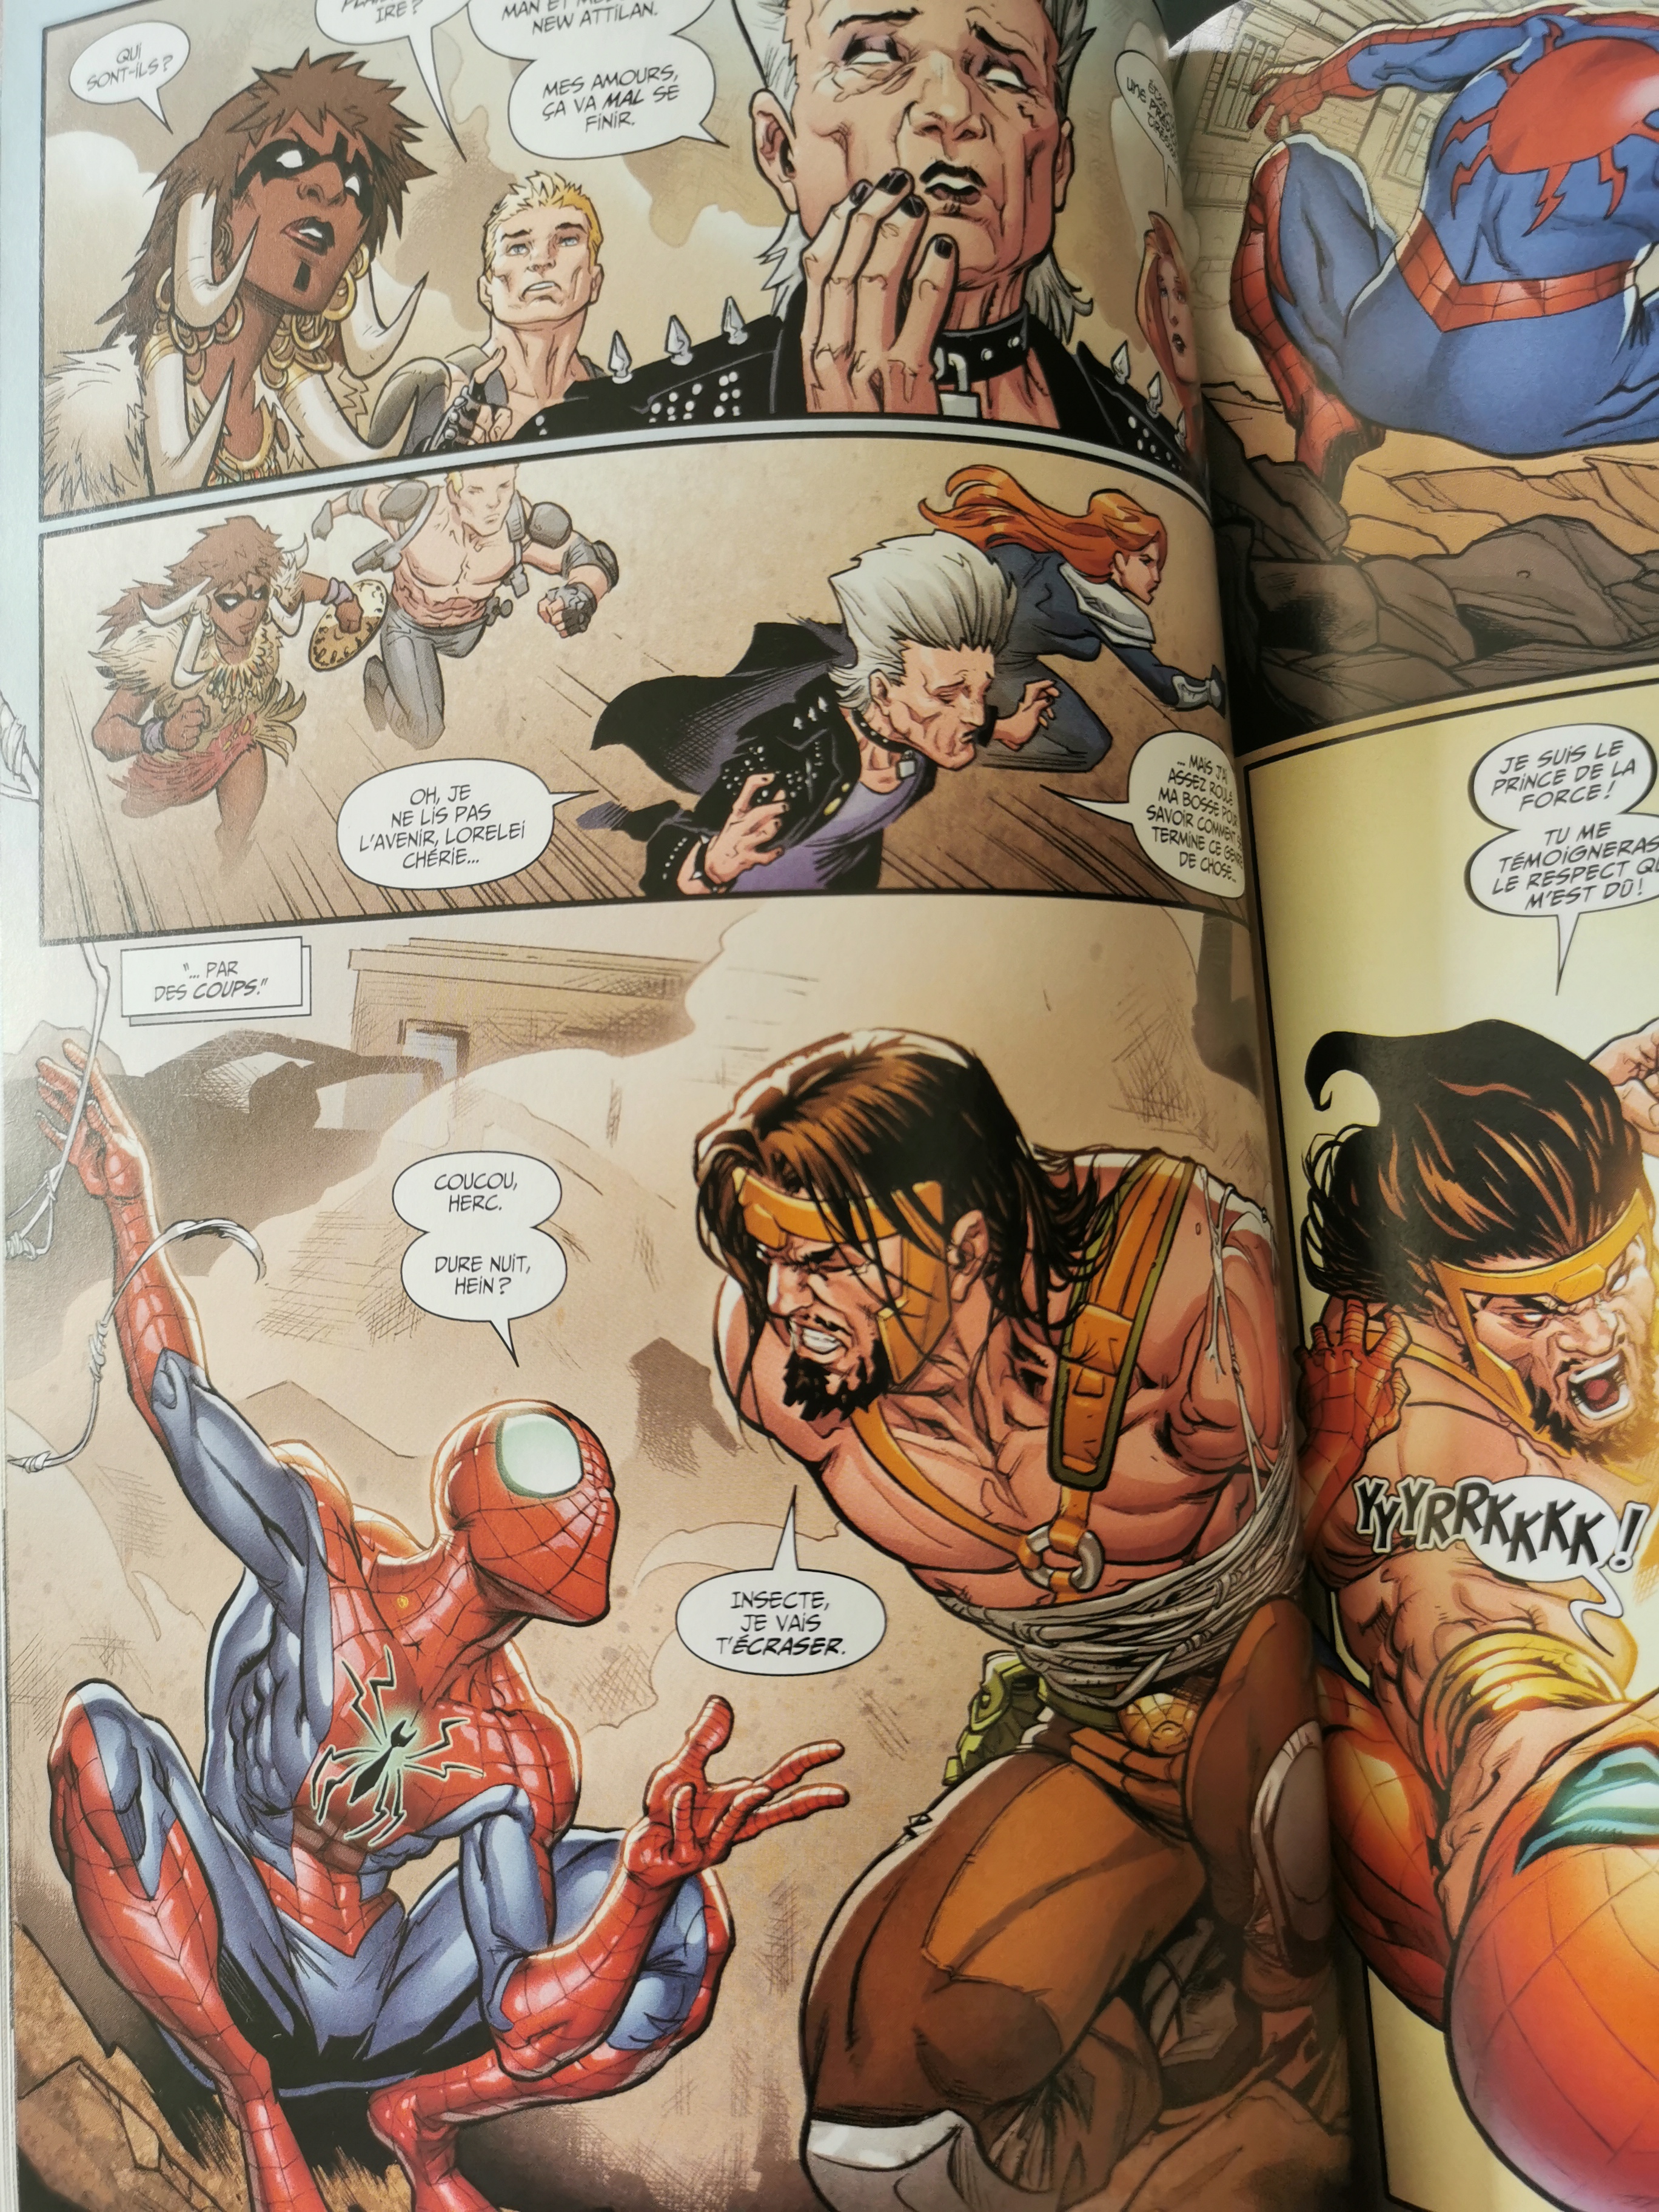 QUI
SONT-ILS?
IRE?
NEW ATTILAN.
MES AMOURS,
ÇA VA MAL SE
FINIR.
OH, JE
NE LIS PAS
L'AVENIR, LORELEI
CHÉRIE...
... MAIS J'AI
ASSEZ ROULÉ
MA BOSSE POUR
SAVOIR COMMENT
TERMINE CE GENRE
DE CHOSE...
"... PAR
DES COUPS."
COUCOU,
HERC.
DURE NUIT,
HEIN?
INSECTE,
JE VAIS
T'ÉCRASER.
JE SUIS LE
PRINCE DE LA
FORCE!
TU ME
TÉMOIGNERAS
LE RESPECT QU
M'EST DÛ!
YYYRRKKKK!